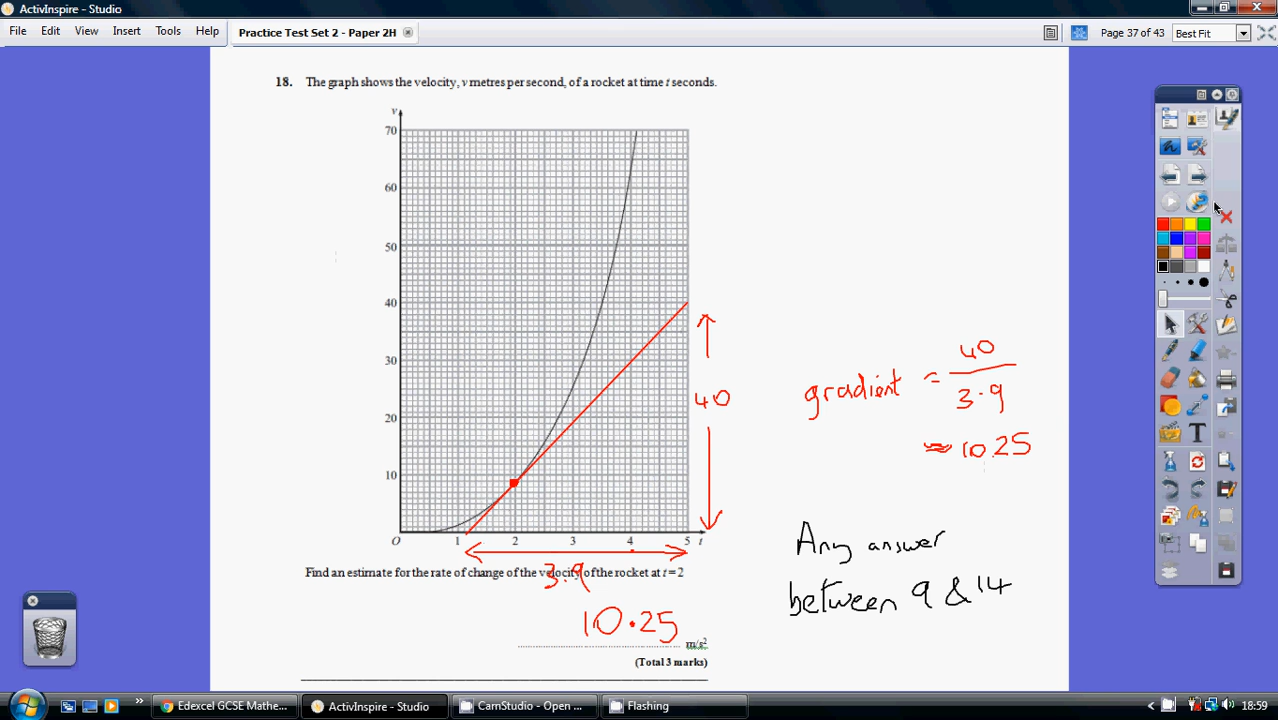 ActivInspire - Studio
File Edit View Insert Tools Help
Practice Test Set 2 - Paper 2H
Page 37 of 43
Best Fit
18. The graph shows the velocity, v metres per second, of a rocket at time t seconds.
v
70
60
50
40
30
20
10
O 1 2 3 4 5 t
40
3.9
gradient = 40
3.9
≈ 10.25
Any answer
between 9 & 14
Find an estimate for the rate of change of the velocity of the rocket at t = 2
10.25
m/s²
(Total 3 marks)
Edexcel GCSE Mathe...
ActivInspire - Studio
CamStudio - Open ...
Flashing
18:59